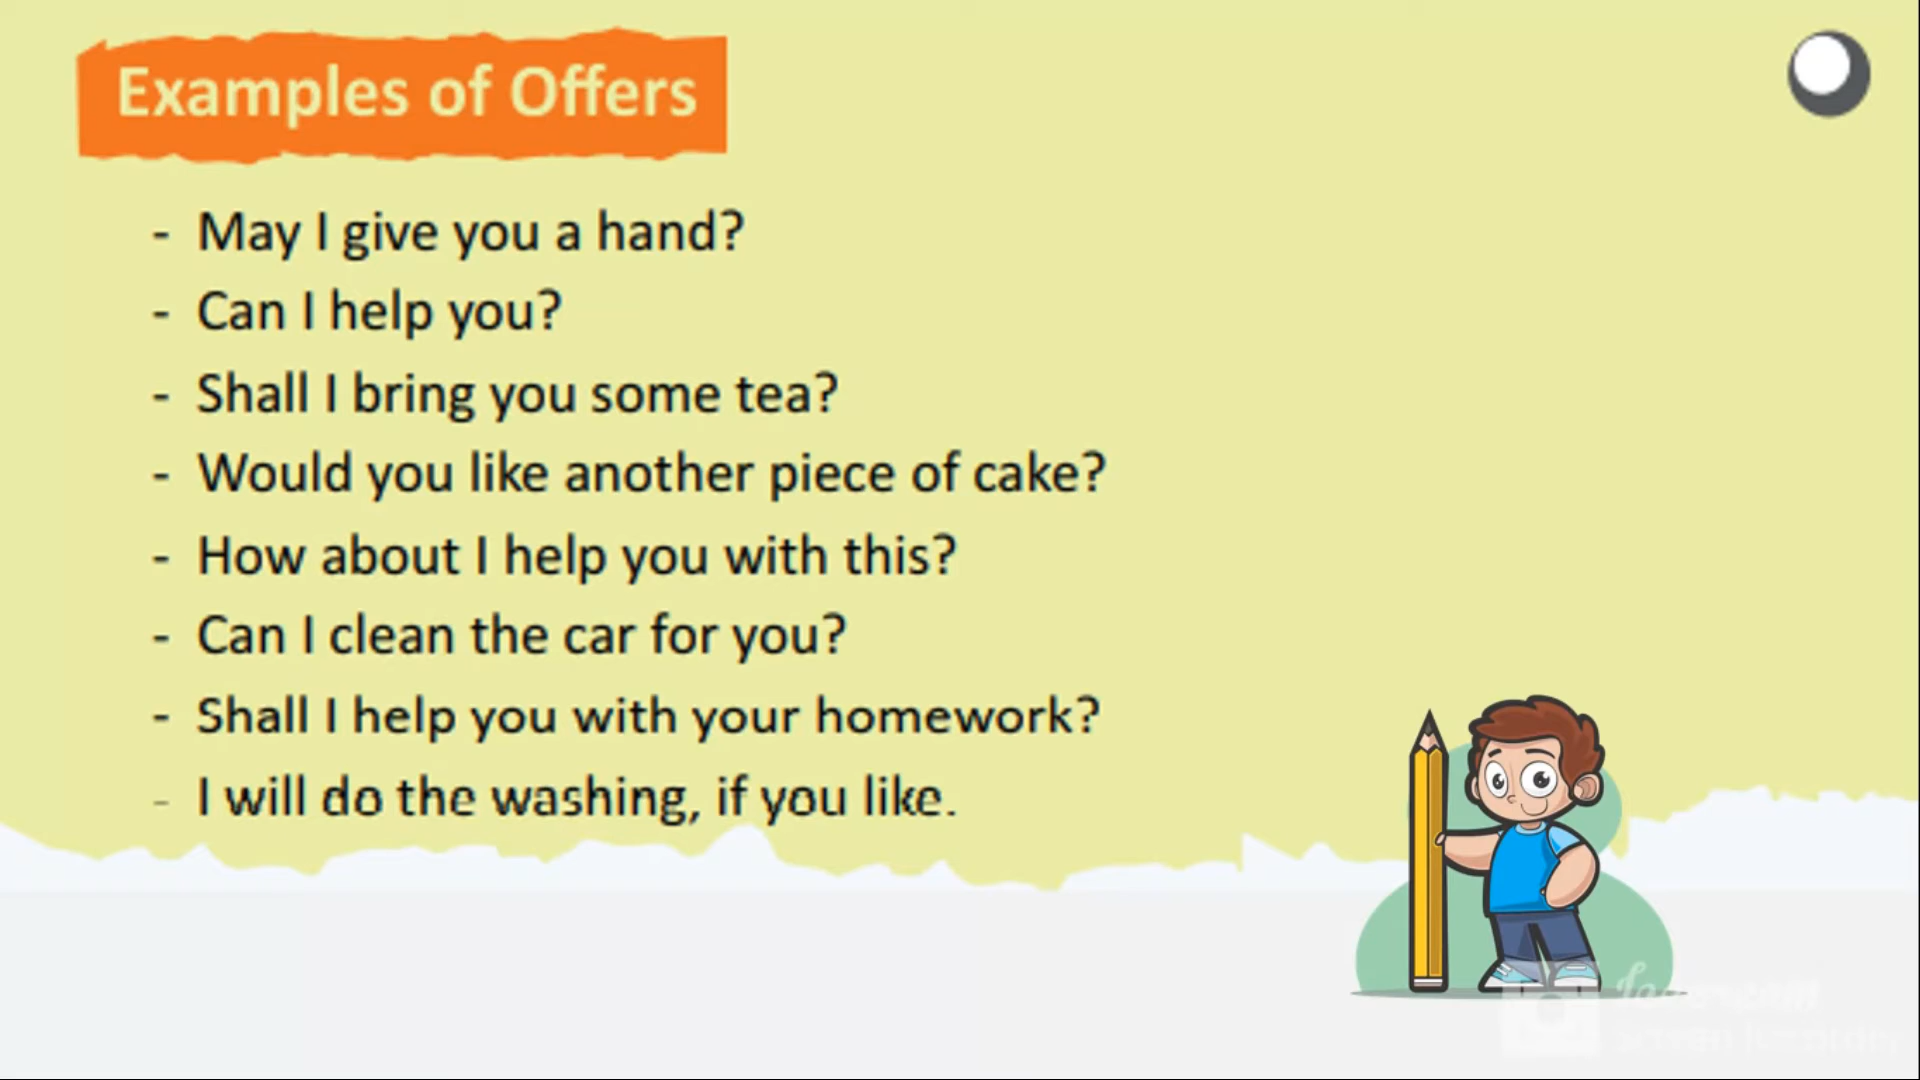 Examples of Offers
- May I give you a hand?
- Can I help you?
- Shall I bring you some tea?
- Would you like another piece of cake?
- How about I help you with this?
- Can I clean the car for you?
- Shall I help you with your homework?
- I will do the washing, if you like.